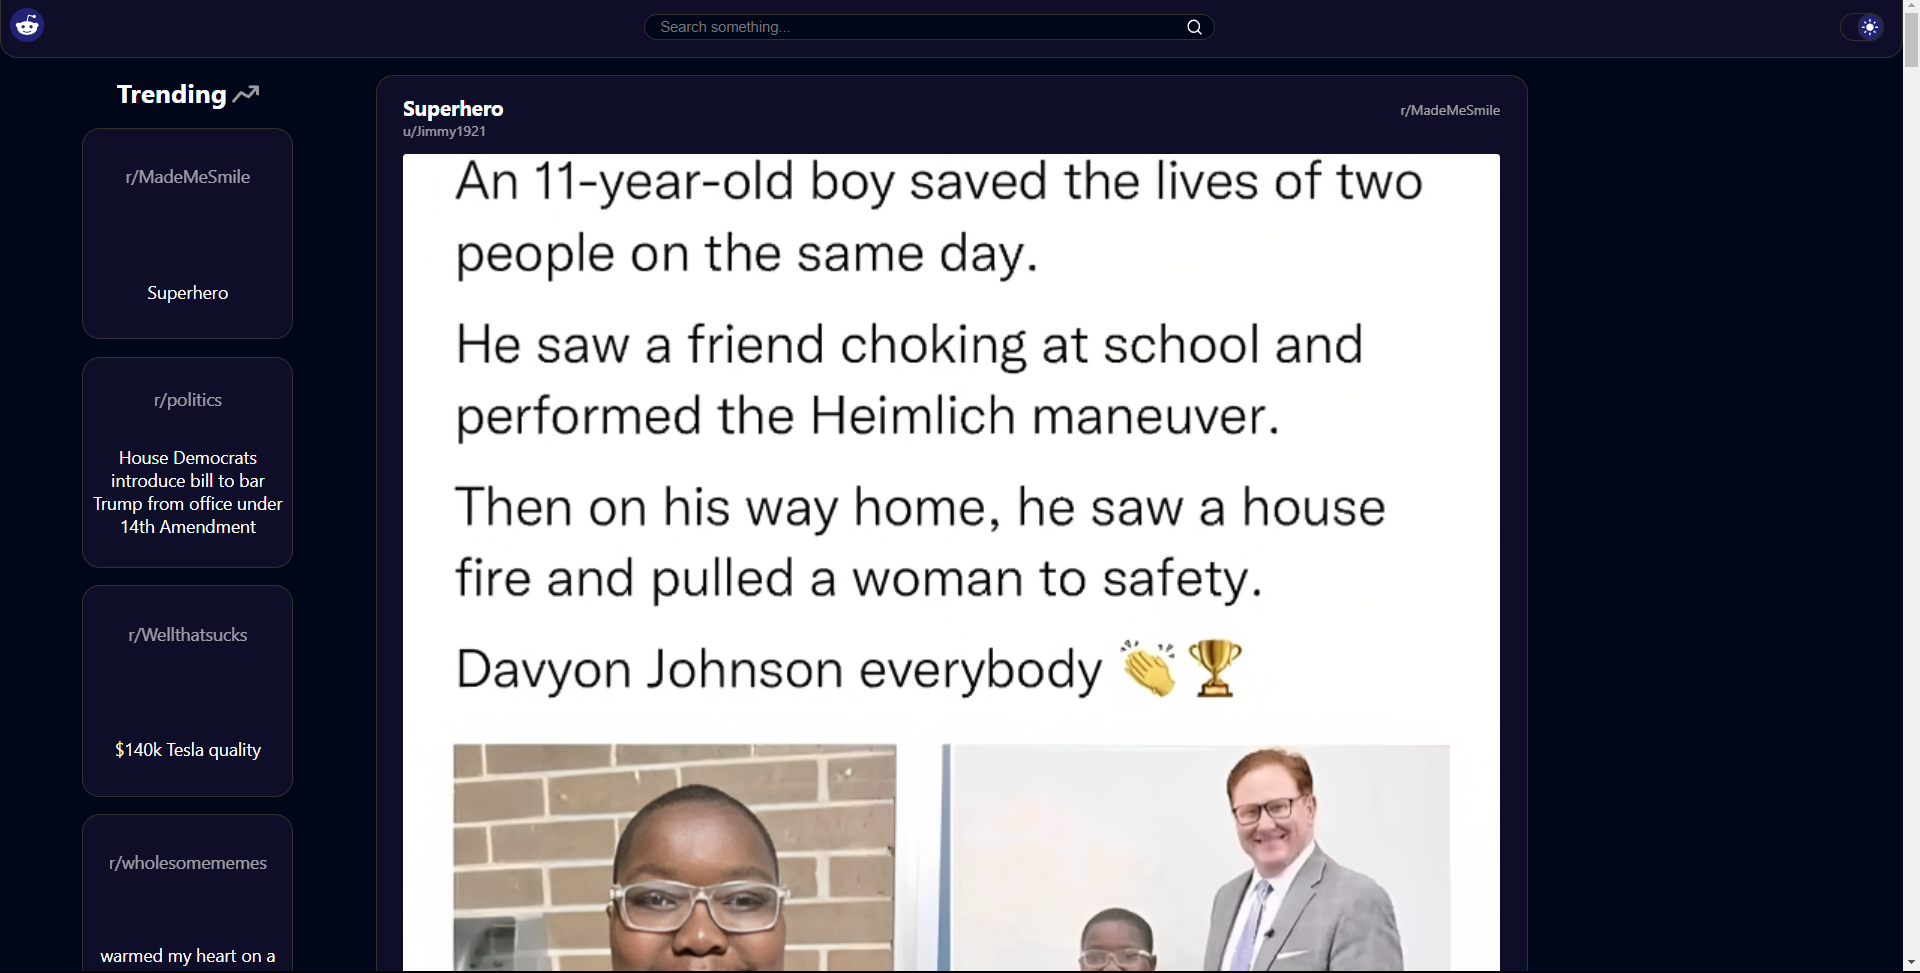 Search something...
Trending
r/MadeMeSmile
Superhero
r/politics
House Democrats
introduce bill to bar
Trump from office under
14th Amendment
r/Wellthatsucks
$140k Tesla quality
r/wholesomememes
warmed my heart on a
Superhero
u/Jimmy1921
r/MadeMeSmile
An 11-year-old boy saved the lives of two
people on the same day.
He saw a friend choking at school and
performed the Heimlich maneuver.
Then on his way home, he saw a house
fire and pulled a woman to safety.
Davyon Johnson everybody 👏🏆